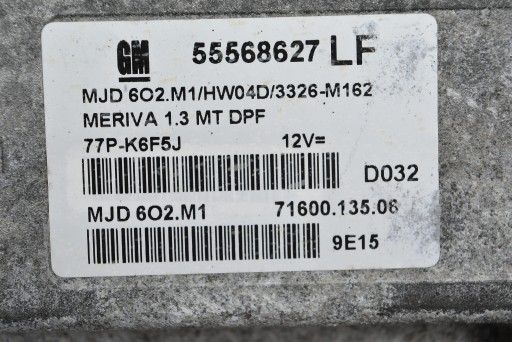 GM 55568627 LF
MJD 6O2.M1/HW04D/3326-M162
MERIVA 1.3 MT DPF
77P-K6F5J 12V=
D032
MJD 6O2.M1 71600.135.06
9E15